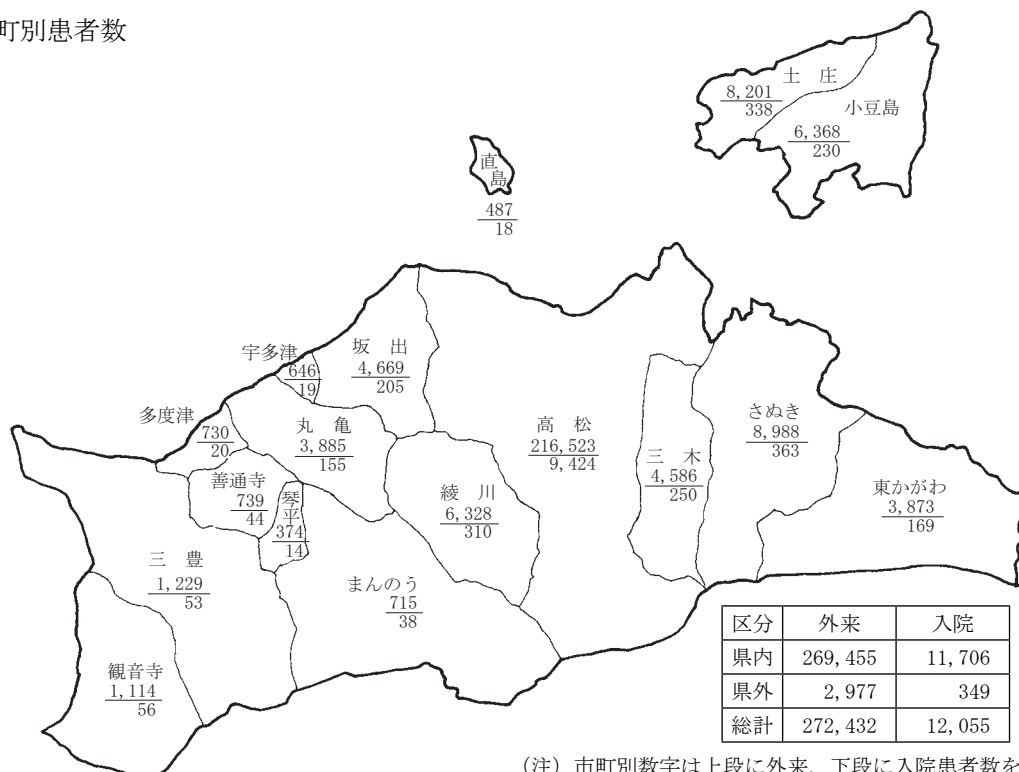 町別患者数
土　庄
8,201
338
小豆島
6,368
230
直島
487
18
宇多津
646
19
坂　出
4,669
205
多度津
730
20
丸　亀
3,885
155
高　松
216,523
9,424
さぬき
8,988
363
三　木
4,586
250
善通寺
739
44
琴平
374
14
綾　川
6,328
310
東かがわ
3,873
169
三　豊
1,229
53
まんのう
715
38
観音寺
1,114
56
区分 外来 入院
県内 269,455 11,706
県外 2,977 349
総計 272,432 12,055
(注) 市町別数字は上段に外来、下段に入院患者数を